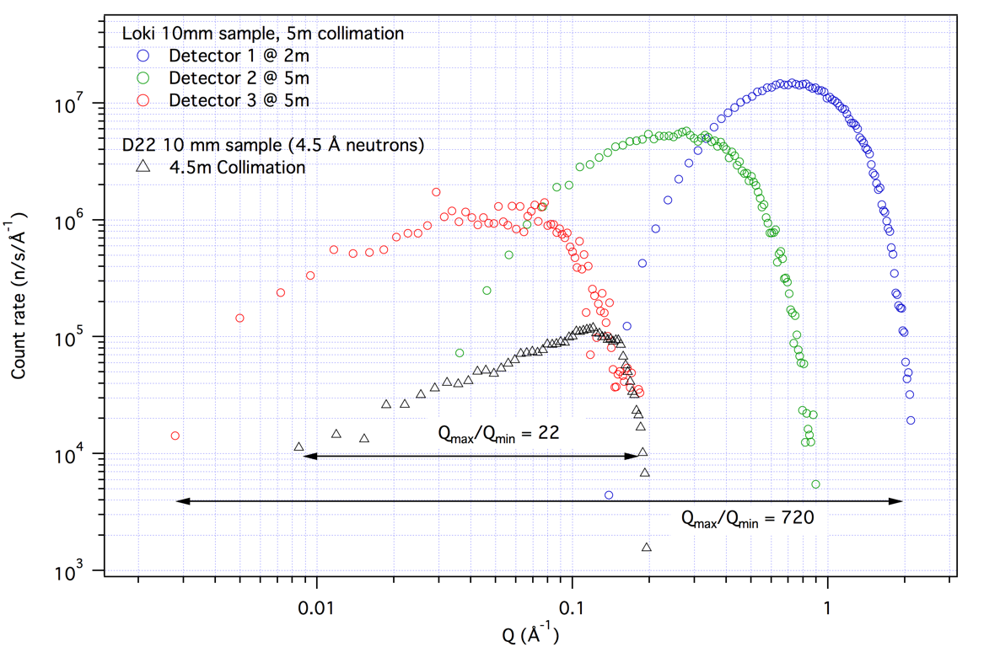 Loki 10mm sample, 5m collimation
Detector 1 @ 2m
Detector 2 @ 5m
Detector 3 @ 5m
D22 10 mm sample (4.5 Å neutrons)
4.5m Collimation
Count rate (n/s/Å⁻¹)
10⁷
10⁶
10⁵
10⁴
10³
Qmax/Qmin = 22
Qmax/Qmin = 720
0.01
0.1
1
Q (Å⁻¹)